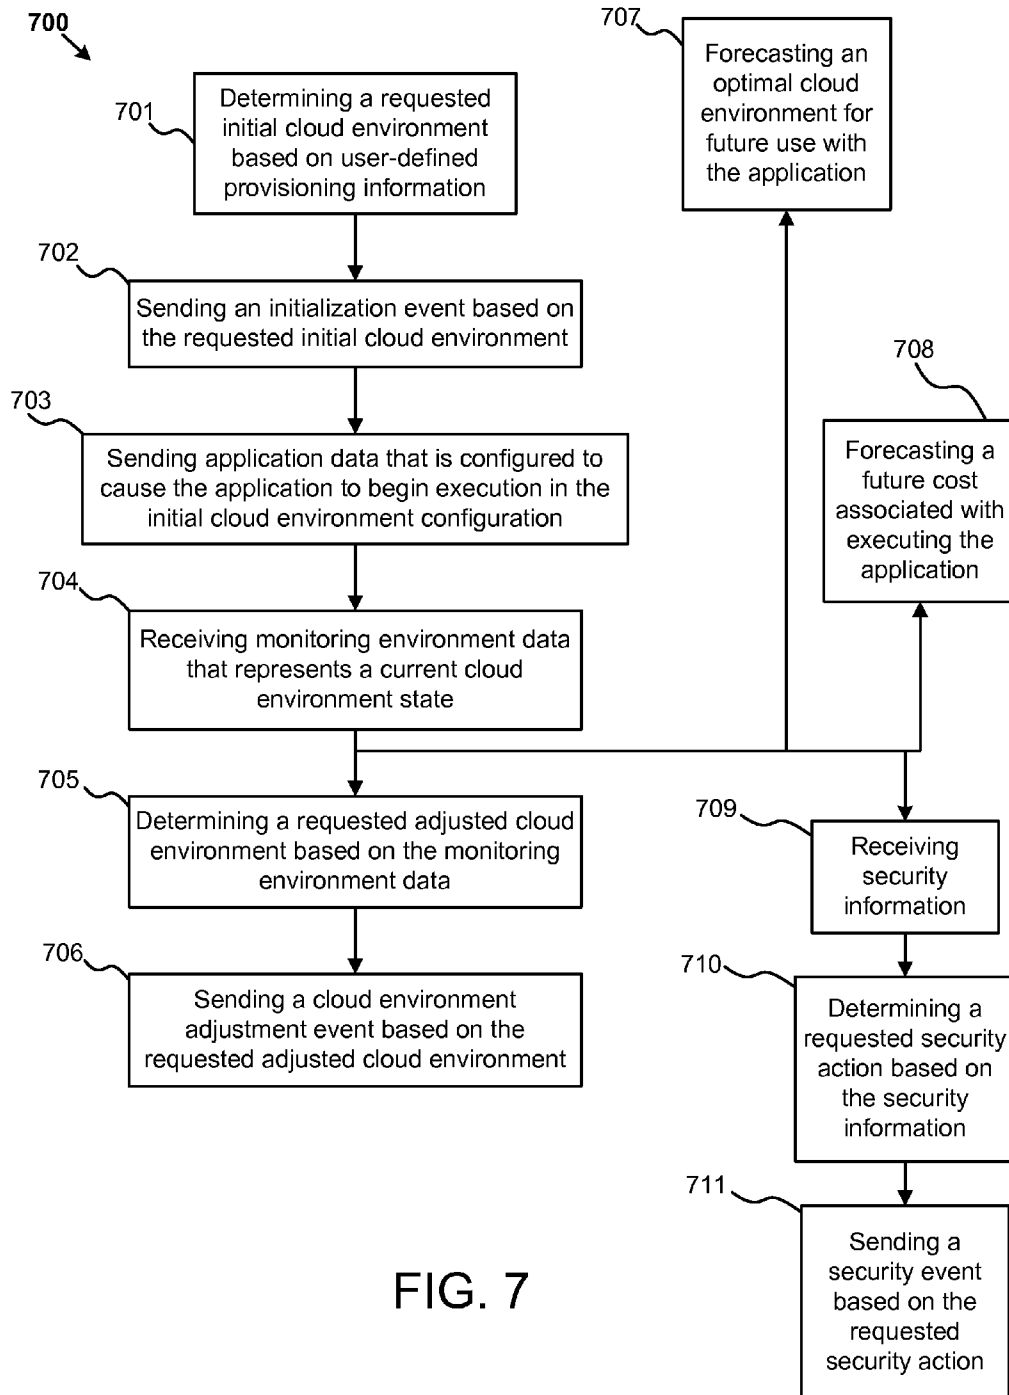 700
701
Determining a requested
initial cloud environment
based on user-defined
provisioning information
702
Sending an initialization event based on
the requested initial cloud environment
703
Sending application data that is configured to
cause the application to begin execution in the
initial cloud environment configuration
704
Receiving monitoring environment data
that represents a current cloud
environment state
705
Determining a requested adjusted cloud
environment based on the monitoring
environment data
706
Sending a cloud environment
adjustment event based on the
requested adjusted cloud environment
707
Forecasting an
optimal cloud
environment for
future use with
the application
708
Forecasting a
future cost
associated with
executing the
application
709
Receiving
security
information
710
Determining a
requested security
action based on
the security
information
711
Sending a
security event
based on the
requested
security action
FIG. 7